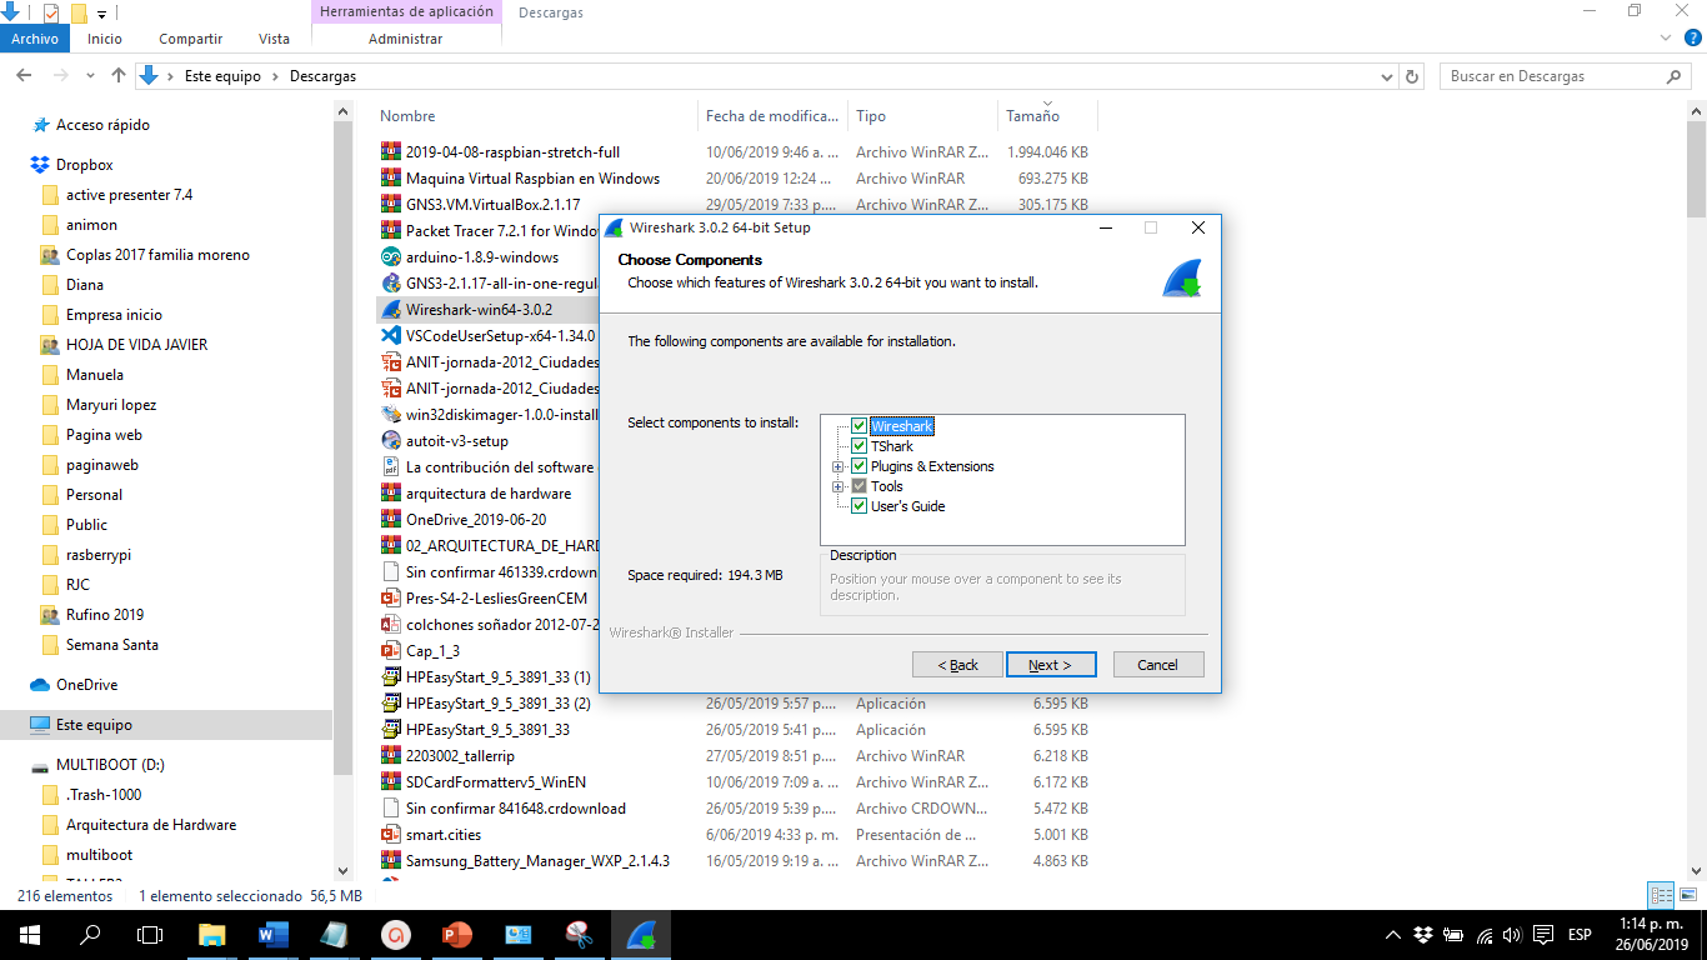 Herramientas de aplicación
Descargas
Archivo
Inicio
Compartir
Vista
Administrar
Este equipo
Descargas
Buscar en Descargas
Nombre
Fecha de modifica...
Tipo
Tamaño
Acceso rápido
Dropbox
active presenter 7.4
animon
Coplas 2017 familia moreno
Diana
Empresa inicio
HOJA DE VIDA JAVIER
Manuela
Maryuri lopez
Pagina web
paginaweb
Personal
Public
rasberrypi
RJC
Rufino 2019
Semana Santa
OneDrive
Este equipo
MULTIBOOT (D:)
.Trash-1000
Arquitectura de Hardware
multiboot
2019-04-08-raspbian-stretch-full 10/06/2019 9:46 a. ... Archivo WinRAR Z... 1.994.046 KB
Maquina Virtual Raspbian en Windows 20/06/2019 12:24 ... Archivo WinRAR 693.275 KB
GNS3.VM.VirtualBox.2.1.17 29/05/2019 7:33 p.... Archivo WinRAR Z... 305.175 KB
Packet Tracer 7.2.1 for Windo
arduino-1.8.9-windows
GNS3-2.1.17-all-in-one-regul
Wireshark-win64-3.0.2
VSCodeUserSetup-x64-1.34.0
ANIT-jornada-2012_Ciudades
ANIT-jornada-2012_Ciudades
win32diskimager-1.0.0-install
autoit-v3-setup
La contribución del software
arquitectura de hardware
OneDrive_2019-06-20
02_ARQUITECTURA_DE_HARD
Sin confirmar 461339.crdown
Pres-S4-2-LesliesGreenCEM
colchones soñador 2012-07-2
Cap_1_3
HPEasyStart_9_5_3891_33 (1)
HPEasyStart_9_5_3891_33 (2) 26/05/2019 5:57 p.... Aplicación 6.595 KB
HPEasyStart_9_5_3891_33 26/05/2019 5:41 p.... Aplicación 6.595 KB
2203002_tallerrip 27/05/2019 8:51 p.... Archivo WinRAR 6.218 KB
SDCardFormatterv5_WinEN 10/06/2019 7:09 a. ... Archivo WinRAR Z... 6.172 KB
Sin confirmar 841648.crdownload 26/05/2019 5:39 p.... Archivo CRDOWN... 5.472 KB
smart.cities 6/06/2019 4:33 p. m. Presentación de ... 5.001 KB
Samsung_Battery_Manager_WXP_2.1.4.3 16/05/2019 9:19 a. ... Archivo WinRAR Z... 4.863 KB
Wireshark 3.0.2 64-bit Setup
Choose Components
Choose which features of Wireshark 3.0.2 64-bit you want to install.
The following components are available for installation.
Select components to install:
Wireshark
TShark
Plugins & Extensions
Tools
User's Guide
Space required: 194.3 MB
Description
Position your mouse over a component to see its
description.
Wireshark® Installer
< Back
Next >
Cancel
216 elementos
1 elemento seleccionado 56,5 MB
ESP
1:14 p. m.
26/06/2019